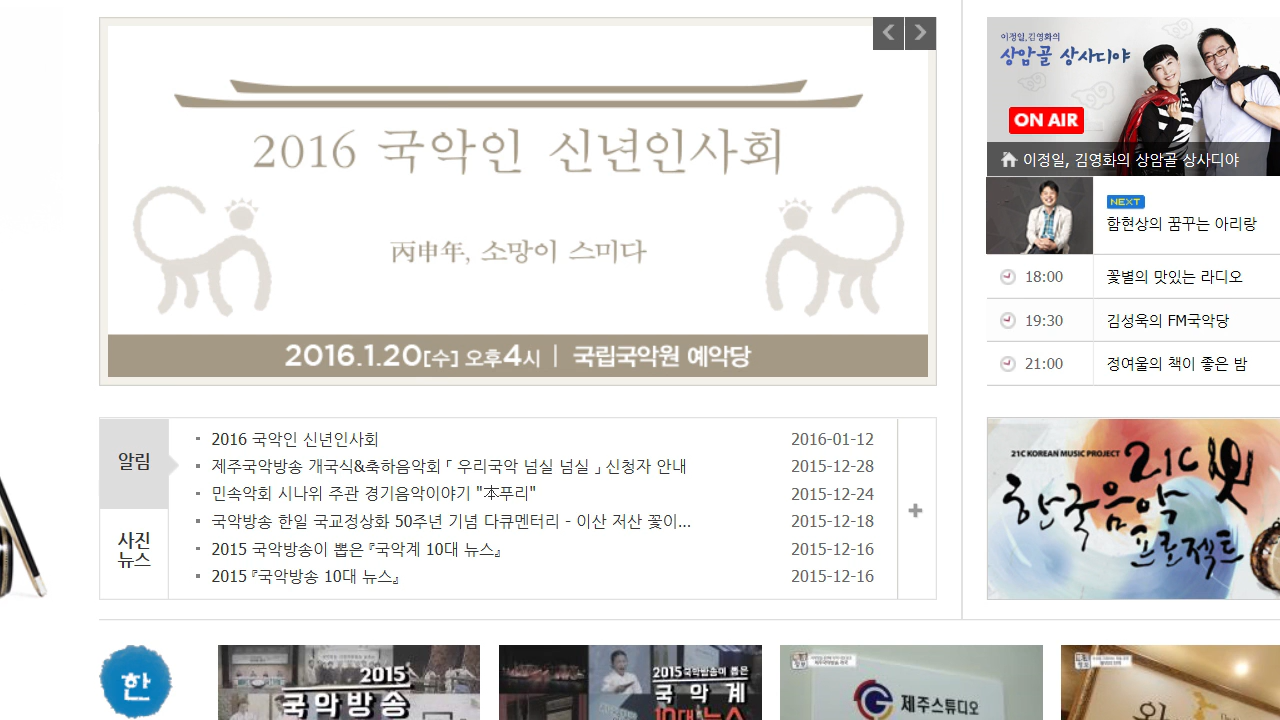 2016 국악인 신년인사회
丙申年, 소망이 스미다
2016.1.20[수] 오후4시 | 국립국악원 예악당
이정일,김영화의
상암골 상사디야
ON AIR
이정일, 김영화의 상암골 상사디야
NEXT
함현상의 꿈꾸는 아리랑
18:00 꽃별의 맛있는 라디오
19:30 김성욱의 FM국악당
21:00 정여울의 책이 좋은 밤
알림
사진
뉴스
2016 국악인 신년인사회 2016-01-12
제주국악방송 개국식&축하음악회 「 우리국악 넘실 넘실 」 신청자 안내 2015-12-28
민속악회 시나위 주관 경기음악이야기 "本푸리" 2015-12-24
국악방송 한일 국교정상화 50주년 기념 다큐멘터리 - 이산 저산 꽃이... 2015-12-18
2015 국악방송이 뽑은 『국악계 10대 뉴스』 2015-12-16
2015 『국악방송 10대 뉴스』 2015-12-16
21C KOREAN MUSIC PROJECT
21C
한국음악
프로젝트
한
2015
국악방송
2015국악방송이 뽑은
국악계
10대 뉴스
제주스튜디오